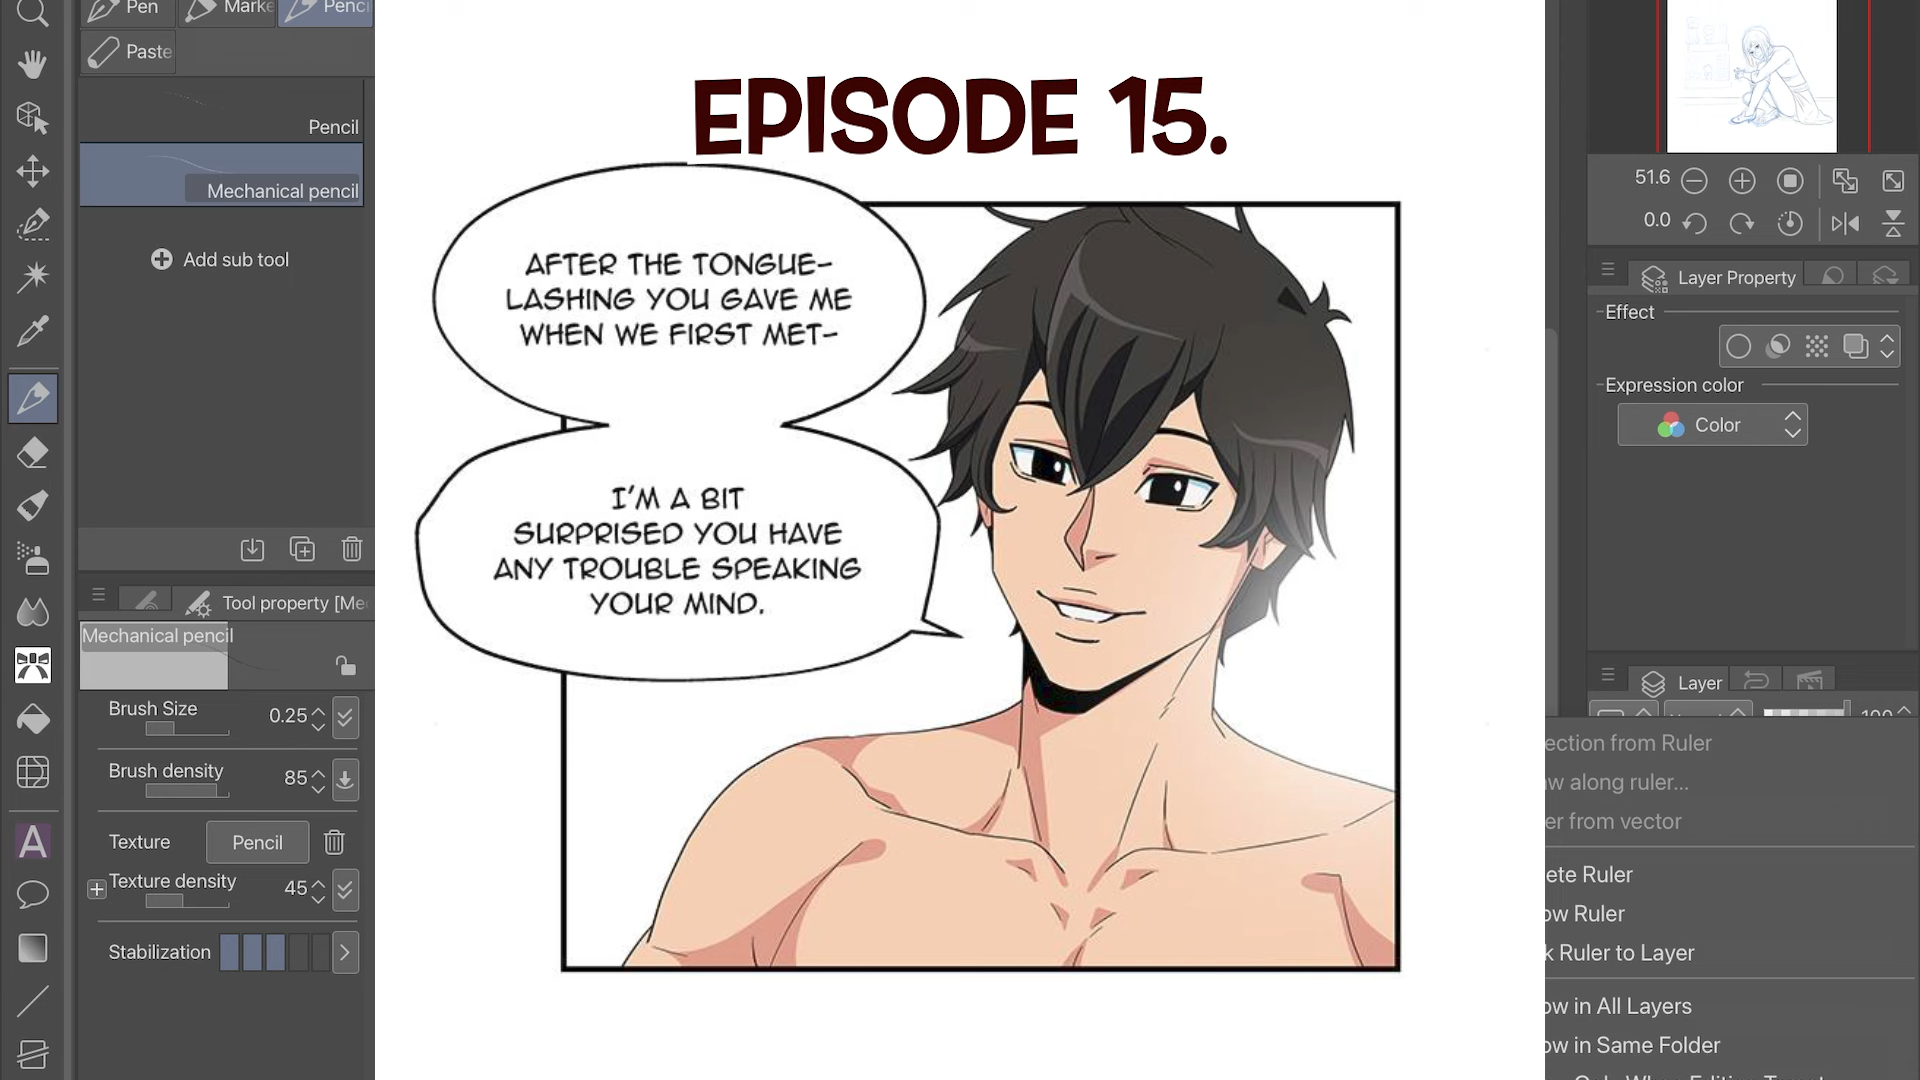 Pen
Marke
Penci
Paste
Pencil
Mechanical pencil
Add sub tool
Tool property [Me
Mechanical pencil
Brush Size
0.25
Brush density
85
Texture
Pencil
Texture density
45
Stabilization
A
EPISODE 15.
AFTER THE TONGUE-
LASHING YOU GAVE ME
WHEN WE FIRST MET-
I'M A BIT
SURPRISED YOU HAVE
ANY TROUBLE SPEAKING
YOUR MIND.
51.6
0.0
Layer Property
Effect
Expression color
Color
Layer
100
ection from Ruler
aw along ruler...
er from vector
ete Ruler
ow Ruler
k Ruler to Layer
ow in All Layers
ow in Same Folder